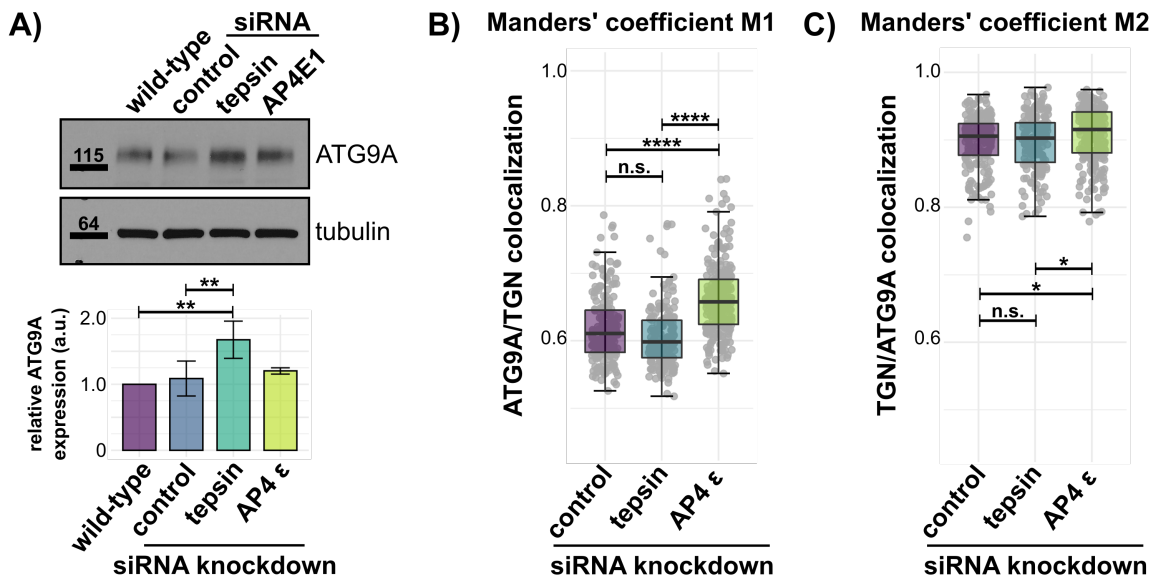 A)
siRNA
wild-type
control
tepsin
AP4E1
115
ATG9A
64
tubulin
**
**
relative ATG9A
expression (a.u.)
2.0
1.0
0
wild-type
control
tepsin
AP4 ε
siRNA knockdown
B)
Manders' coefficient M1
ATG9A/TGN colocalization
1.0
0.8
0.6
****
****
n.s.
control
tepsin
AP4 ε
siRNA knockdown
C)
Manders' coefficient M2
TGN/ATG9A colocalization
1.0
0.8
0.6
*
*
n.s.
control
tepsin
AP4 ε
siRNA knockdown